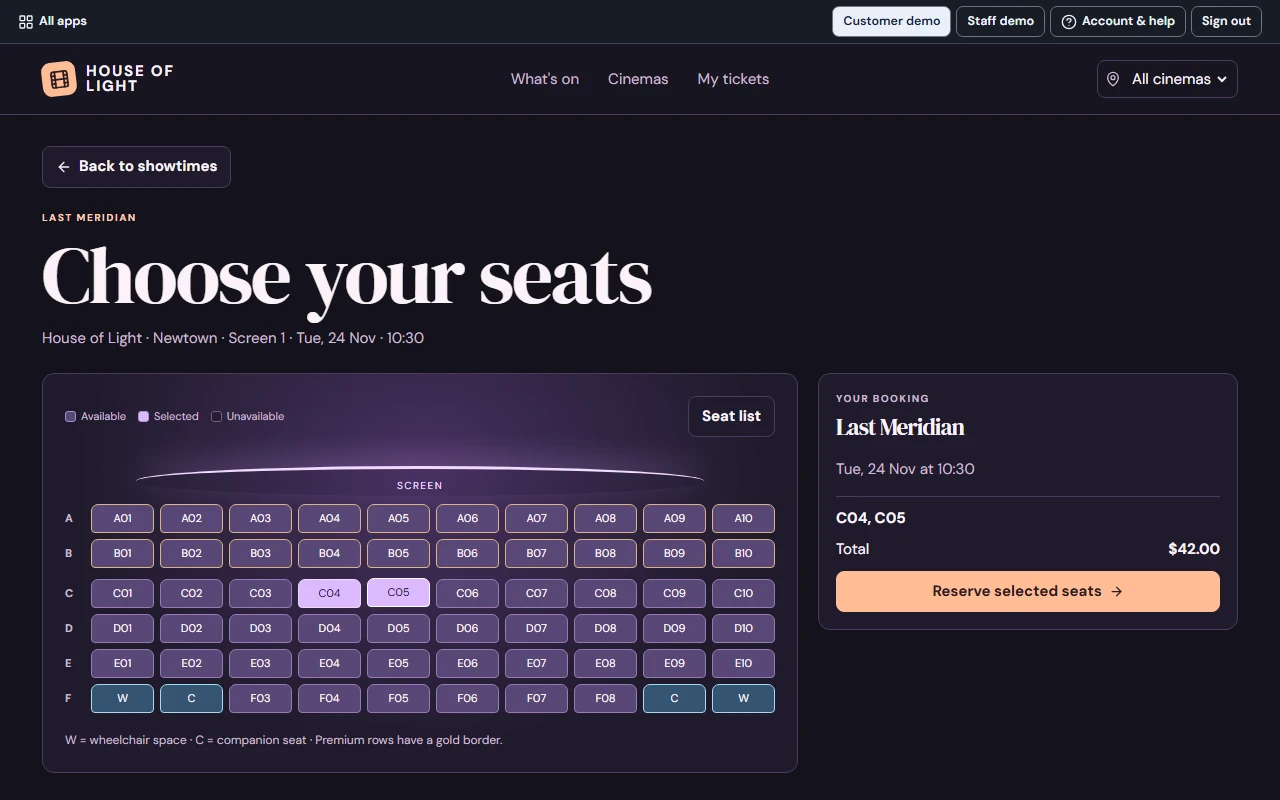 All apps
Customer demo
Staff demo
Account & help
Sign out
HOUSE OF
LIGHT
What's on
Cinemas
My tickets
All cinemas
Back to showtimes
LAST MERIDIAN
Choose your seats
House of Light · Newtown · Screen 1 · Tue, 24 Nov · 10:30
Available
Selected
Unavailable
Seat list
SCREEN
A A01 A02 A03 A04 A05 A06 A07 A08 A09 A10
B B01 B02 B03 B04 B05 B06 B07 B08 B09 B10
C C01 C02 C03 C04 C05 C06 C07 C08 C09 C10
D D01 D02 D03 D04 D05 D06 D07 D08 D09 D10
E E01 E02 E03 E04 E05 E06 E07 E08 E09 E10
F W C F03 F04 F05 F06 F07 F08 C W
W = wheelchair space · C = companion seat · Premium rows have a gold border.
YOUR BOOKING
Last Meridian
Tue, 24 Nov at 10:30
C04, C05
Total $42.00
Reserve selected seats